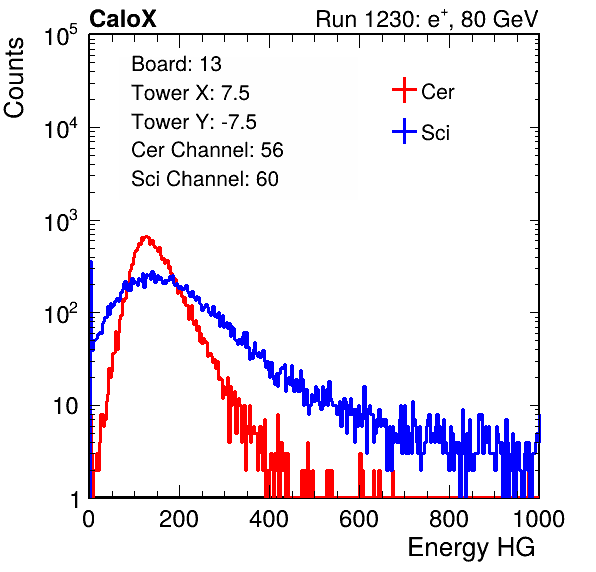 CaloX Run 1230: e⁺, 80 GeV
Counts
Board: 13
Tower X: 7.5
Tower Y: -7.5
Cer Channel: 56
Sci Channel: 60
Cer
Sci
10⁵
10⁴
10³
10²
10
1
0 200 400 600 800 1000
Energy HG